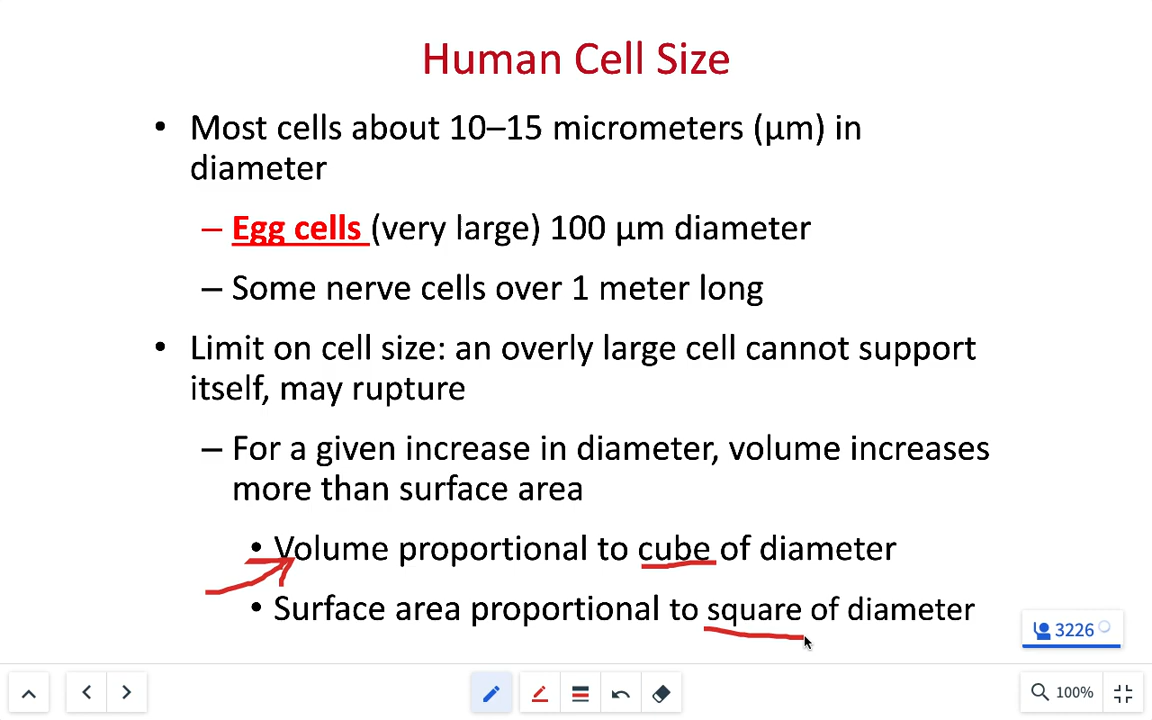 Human Cell Size
• Most cells about 10–15 micrometers (μm) in
diameter
– Egg cells (very large) 100 μm diameter
– Some nerve cells over 1 meter long
• Limit on cell size: an overly large cell cannot support
itself, may rupture
– For a given increase in diameter, volume increases
more than surface area
• Volume proportional to cube of diameter
• Surface area proportional to square of diameter
3226
100%